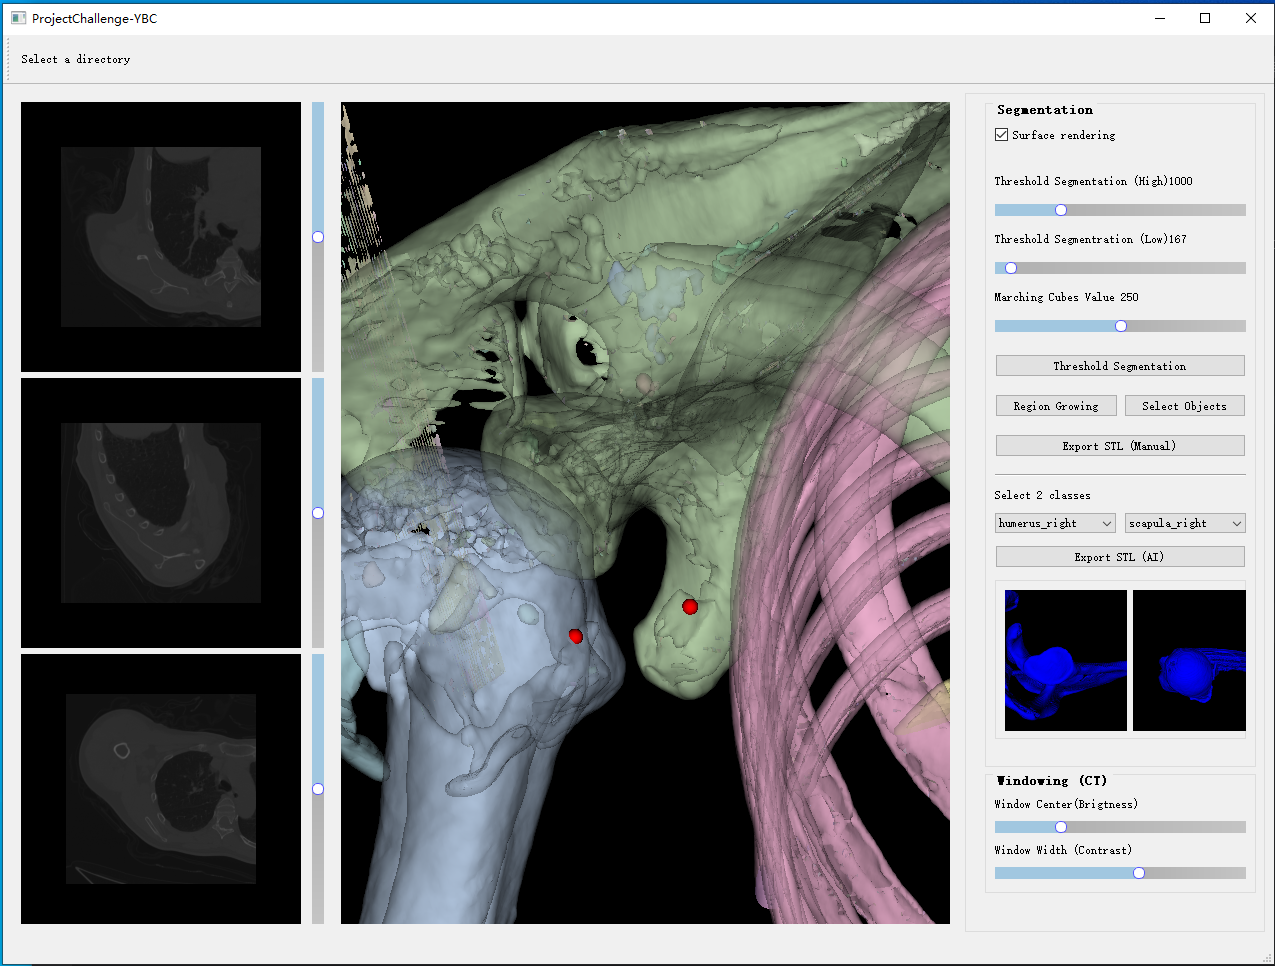 ProjectChallenge-YBC
Select a directory
Segmentation
Surface rendering
Threshold Segmentation (High)1000
Threshold Segmentration (Low)167
Marching Cubes Value 250
Threshold Segmentation
Region Growing
Select Objects
Export STL (Manual)
Select 2 classes
humerus_right
scapula_right
Export STL (AI)
Windowing (CT)
Window Center(Brigtness)
Window Width (Contrast)